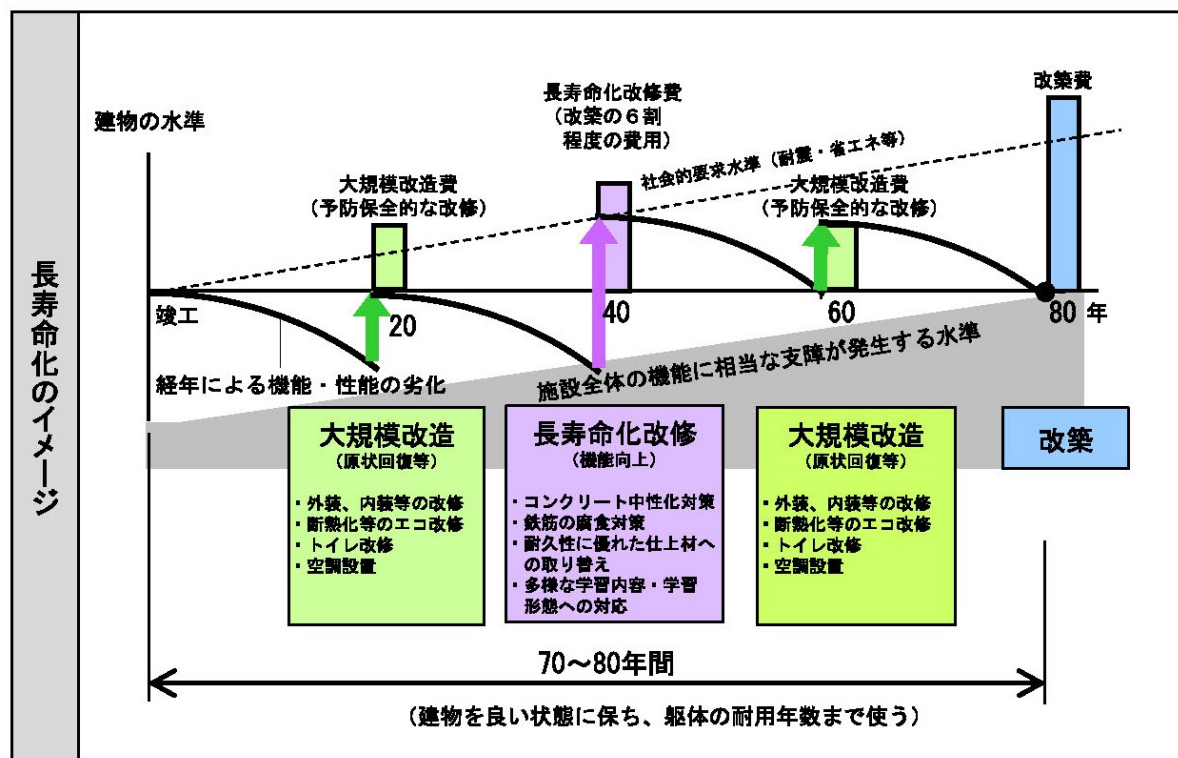 長寿命化のイメージ
建物の水準
大規模改造費
（予防保全的な改修）
長寿命化改修費
（改築の６割
程度の費用）
社会的要求水準（耐震・省エネ等）
大規模改造費
（予防保全的な改修）
改築費
竣工
20
40
60
80 年
経年による機能・性能の劣化
施設全体の機能に相当な支障が発生する水準
大規模改造
（原状回復等）
・外装、内装等の改修
・断熱化等のエコ改修
・トイレ改修
・空調設置
長寿命化改修
（機能向上）
・コンクリート中性化対策
・鉄筋の腐食対策
・耐久性に優れた仕上材へ
の取り替え
・多様な学習内容・学習
形態への対応
大規模改造
（原状回復等）
・外装、内装等の改修
・断熱化等のエコ改修
・トイレ改修
・空調設置
改築
70～80年間
（建物を良い状態に保ち、躯体の耐用年数まで使う）